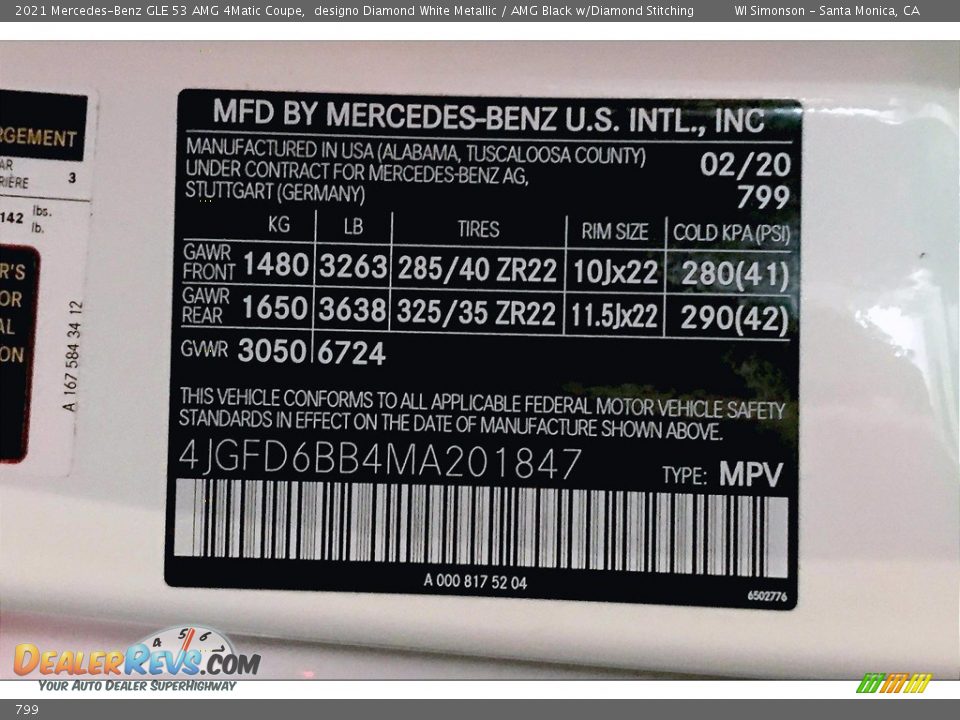 2021 Mercedes-Benz GLE 53 AMG 4Matic Coupe, designo Diamond White Metallic / AMG Black w/Diamond Stitching WI Simonson - Santa Monica, CA
RGEMENT
AR
RIÈRE 3
142 lbs.
lb.
R'S
OR
AL
ON
A 167 584 34 12
MFD BY MERCEDES-BENZ U.S. INTL., INC
MANUFACTURED IN USA (ALABAMA, TUSCALOOSA COUNTY)
UNDER CONTRACT FOR MERCEDES-BENZ AG,
STUTTGART (GERMANY)
02/20
799
KG LB TIRES RIM SIZE COLD KPA (PSI)
GAWR
FRONT 1480 3263 285/40 ZR22 10Jx22 280(41)
GAWR
REAR 1650 3638 325/35 ZR22 11.5Jx22 290(42)
GVWR 3050 6724
THIS VEHICLE CONFORMS TO ALL APPLICABLE FEDERAL MOTOR VEHICLE SAFETY
STANDARDS IN EFFECT ON THE DATE OF MANUFACTURE SHOWN ABOVE.
4JGFD6BB4MA201847 TYPE: MPV
A 000 817 52 04
6502776
4 5 6 7
DEALERREVS.COM
YOUR AUTO DEALER SUPERHIGHWAY
799